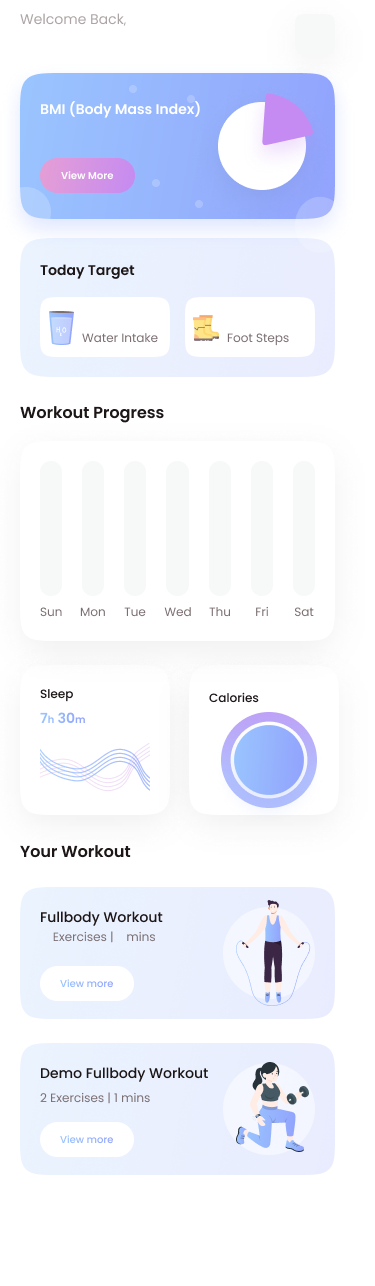 Welcome Back,
BMI (Body Mass Index)
View More
Today Target
H₂O
Water Intake
Foot Steps
Workout Progress
Sun Mon Tue Wed Thu Fri Sat
Sleep
7h 30m
Calories
Your Workout
Fullbody Workout
Exercises | mins
View more
Demo Fullbody Workout
2 Exercises | 1 mins
View more